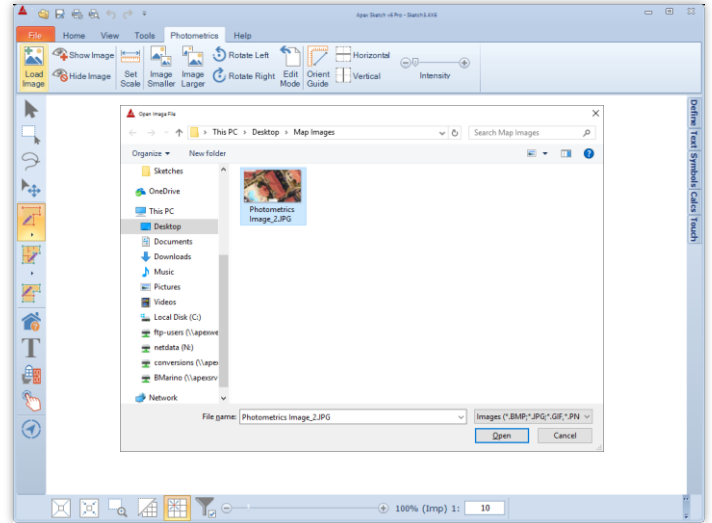 Apex Sketch v6 Pro - Sketch3.AX6
File Home View Tools Photometrics Help
Load Image
Show Image
Hide Image
Set Scale
Image Smaller
Image Larger
Rotate Left
Rotate Right
Edit Mode
Orient Guide
Horizontal
Vertical
Intensity
Define Text Symbols Calcs Touch
Open Image File
This PC > Desktop > Map Images
Search Map Images
Organize New folder
Sketches
OneDrive
This PC
Desktop
Documents
Downloads
Music
Pictures
Videos
Local Disk (C:)
ftp-users (\\apexwe
netdata (N:)
conversions (\\apex
BMarino (\\apexsrv
Network
Photometrics
Image_2.JPG
File name: Photometrics Image_2.JPG
Images (*.BMP;*.JPG;*.GIF,*.PN
Open Cancel
T
100% (Imp) 1: 10